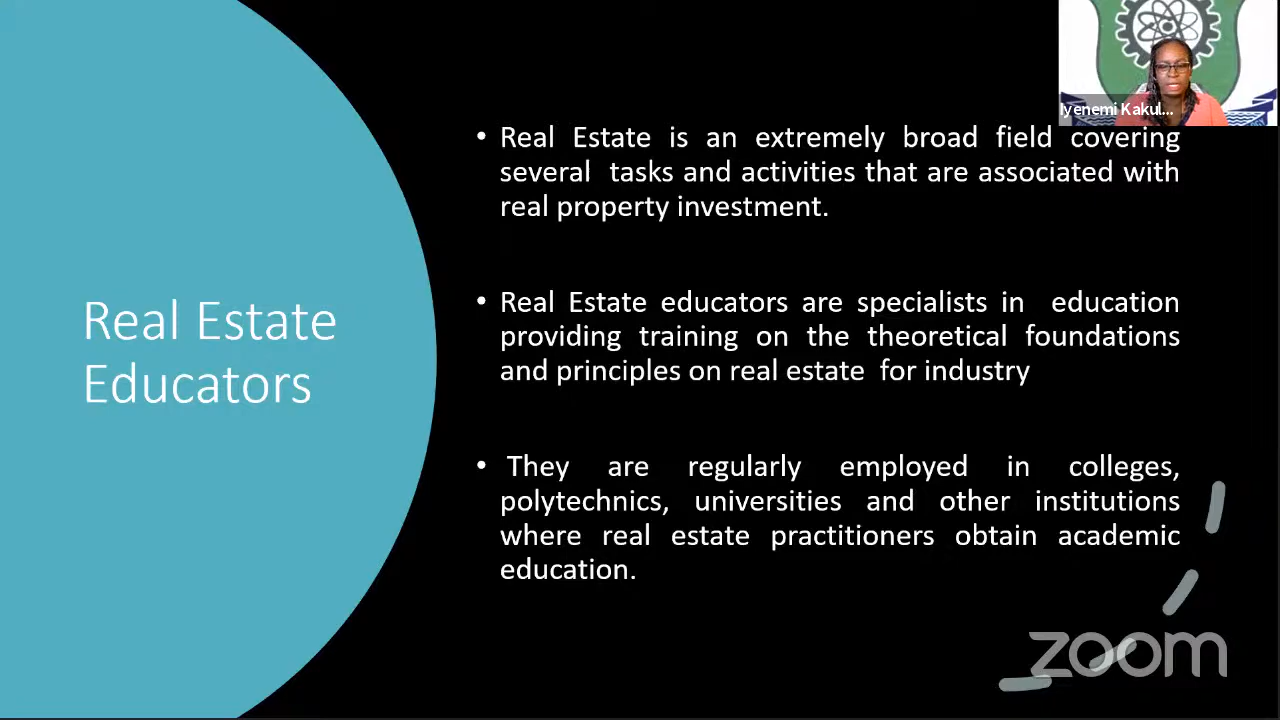 Iyenemi Kakul...
Real Estate
Educators
• Real Estate is an extremely broad field covering
several tasks and activities that are associated with
real property investment.
• Real Estate educators are specialists in education
providing training on the theoretical foundations
and principles on real estate for industry
• They are regularly employed in colleges,
polytechnics, universities and other institutions
where real estate practitioners obtain academic
education.
zoom